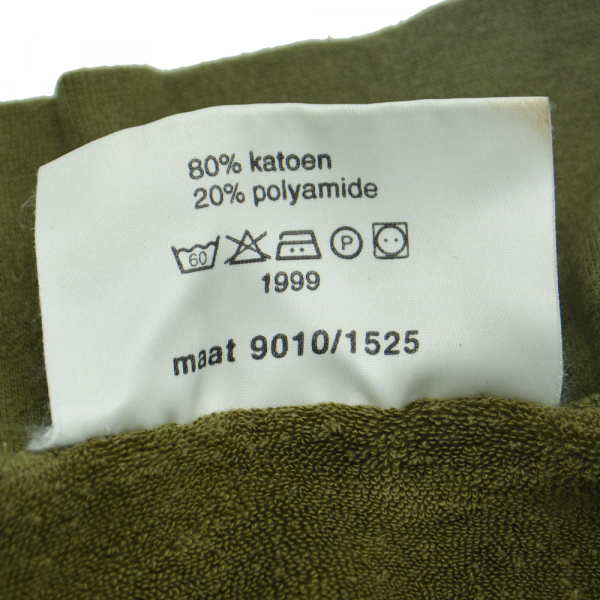 80% katoen
20% polyamide
60 P
1999
maat 9010/1525